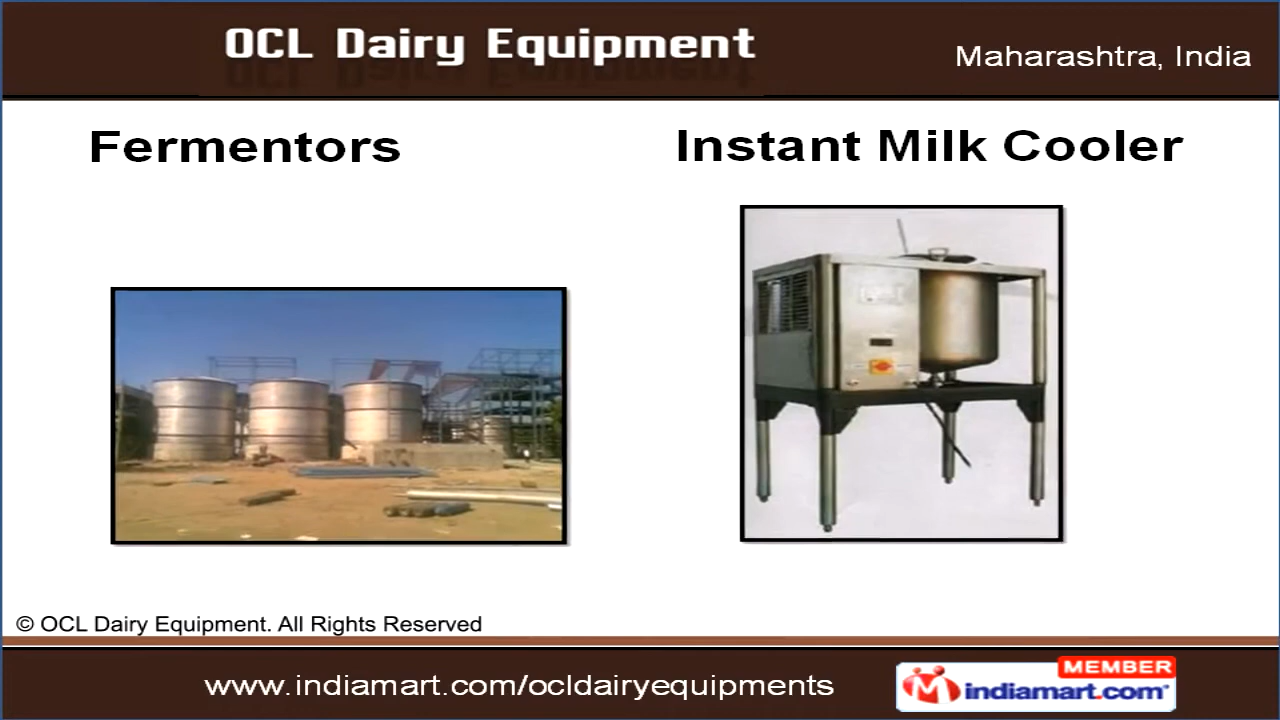 OCL Dairy Equipment
Maharashtra, India
Fermentors
Instant Milk Cooler
© OCL Dairy Equipment. All Rights Reserved
www.indiamart.com/ocldairyequipments
MEMBER
indiamart.com